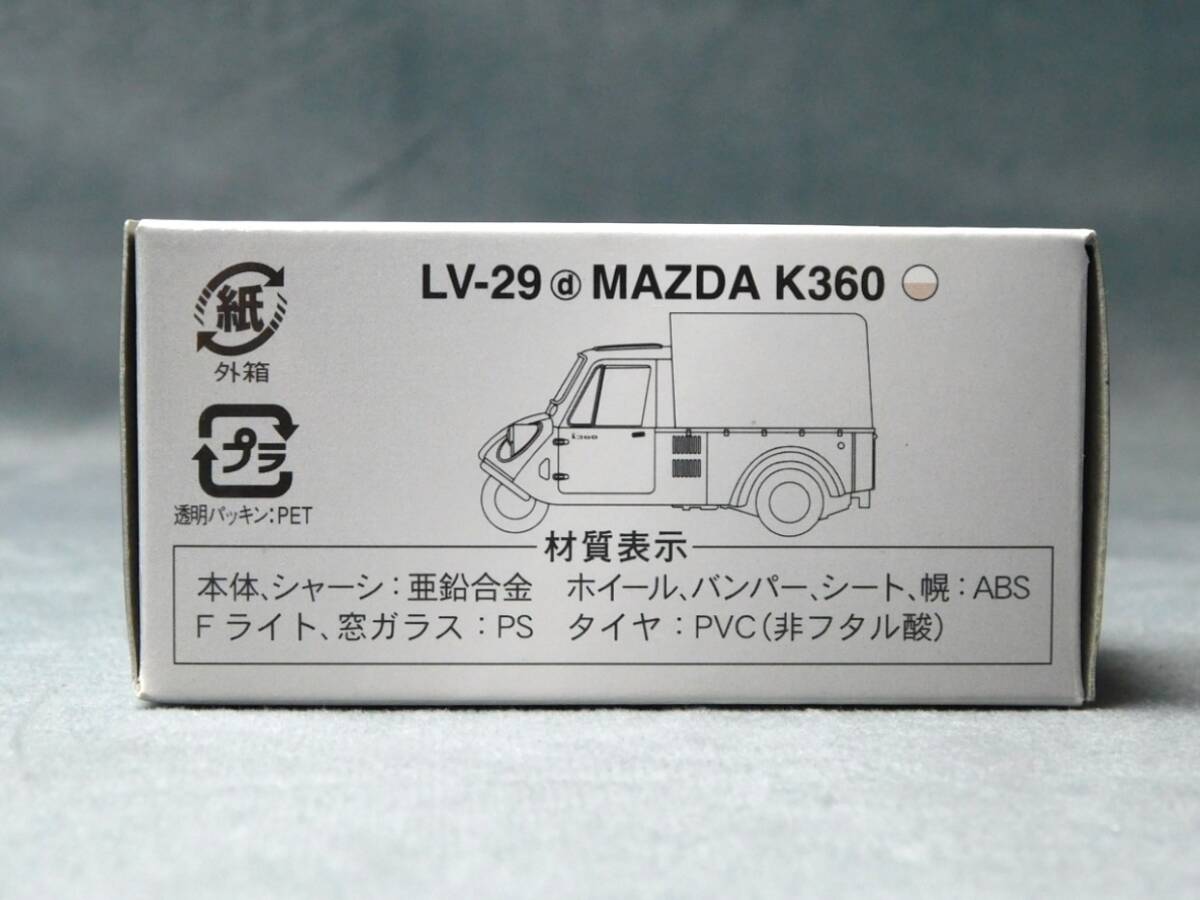 LV-29 ⓓ MAZDA K360
紙
外箱
プラ
透明パッキン:PET
K360
材質表示
本体、シャーシ:亜鉛合金 ホイール、バンパー、シート、幌:ABS
F ライト、窓ガラス:PS タイヤ:PVC(非フタル酸)